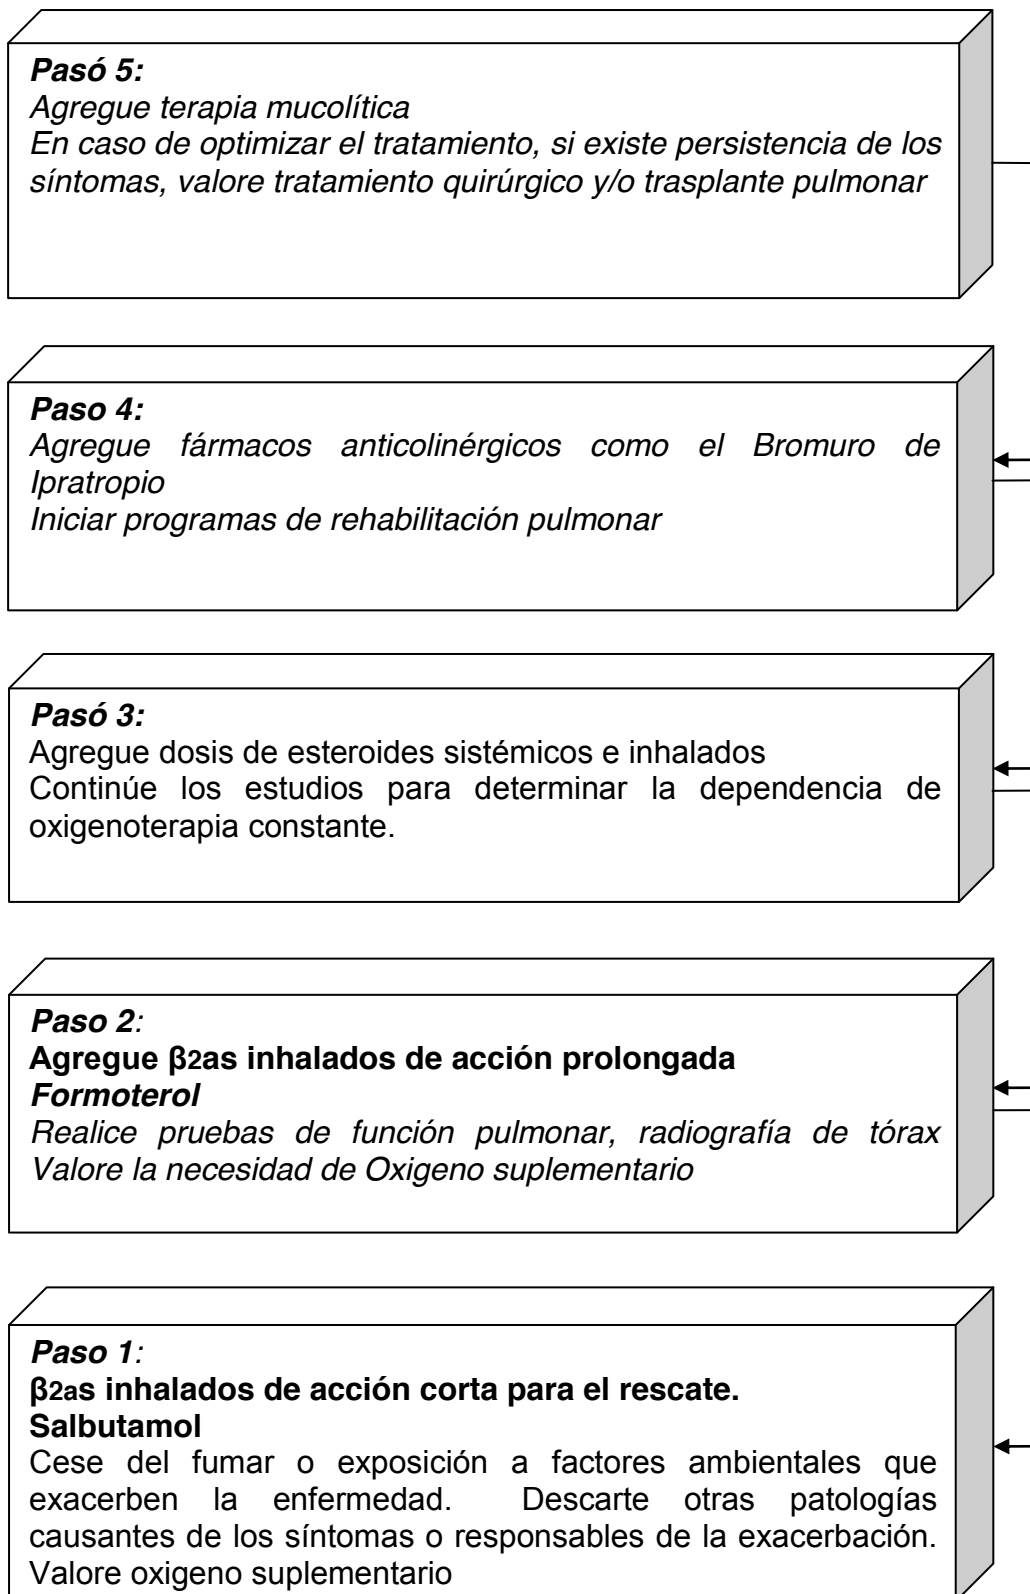 Pasó 5:
Agregue terapia mucolítica
En caso de optimizar el tratamiento, si existe persistencia de los
síntomas, valore tratamiento quirúrgico y/o trasplante pulmonar
Paso 4:
Agregue fármacos anticolinérgicos como el Bromuro de
Ipratropio
Iniciar programas de rehabilitación pulmonar
Pasó 3:
Agregue dosis de esteroides sistémicos e inhalados
Continúe los estudios para determinar la dependencia de
oxigenoterapia constante.
Paso 2:
Agregue β2as inhalados de acción prolongada
Formoterol
Realice pruebas de función pulmonar, radiografía de tórax
Valore la necesidad de Oxigeno suplementario
Paso 1:
β2as inhalados de acción corta para el rescate.
Salbutamol
Cese del fumar o exposición a factores ambientales que
exacerben la enfermedad. Descarte otras patologías
causantes de los síntomas o responsables de la exacerbación.
Valore oxigeno suplementario